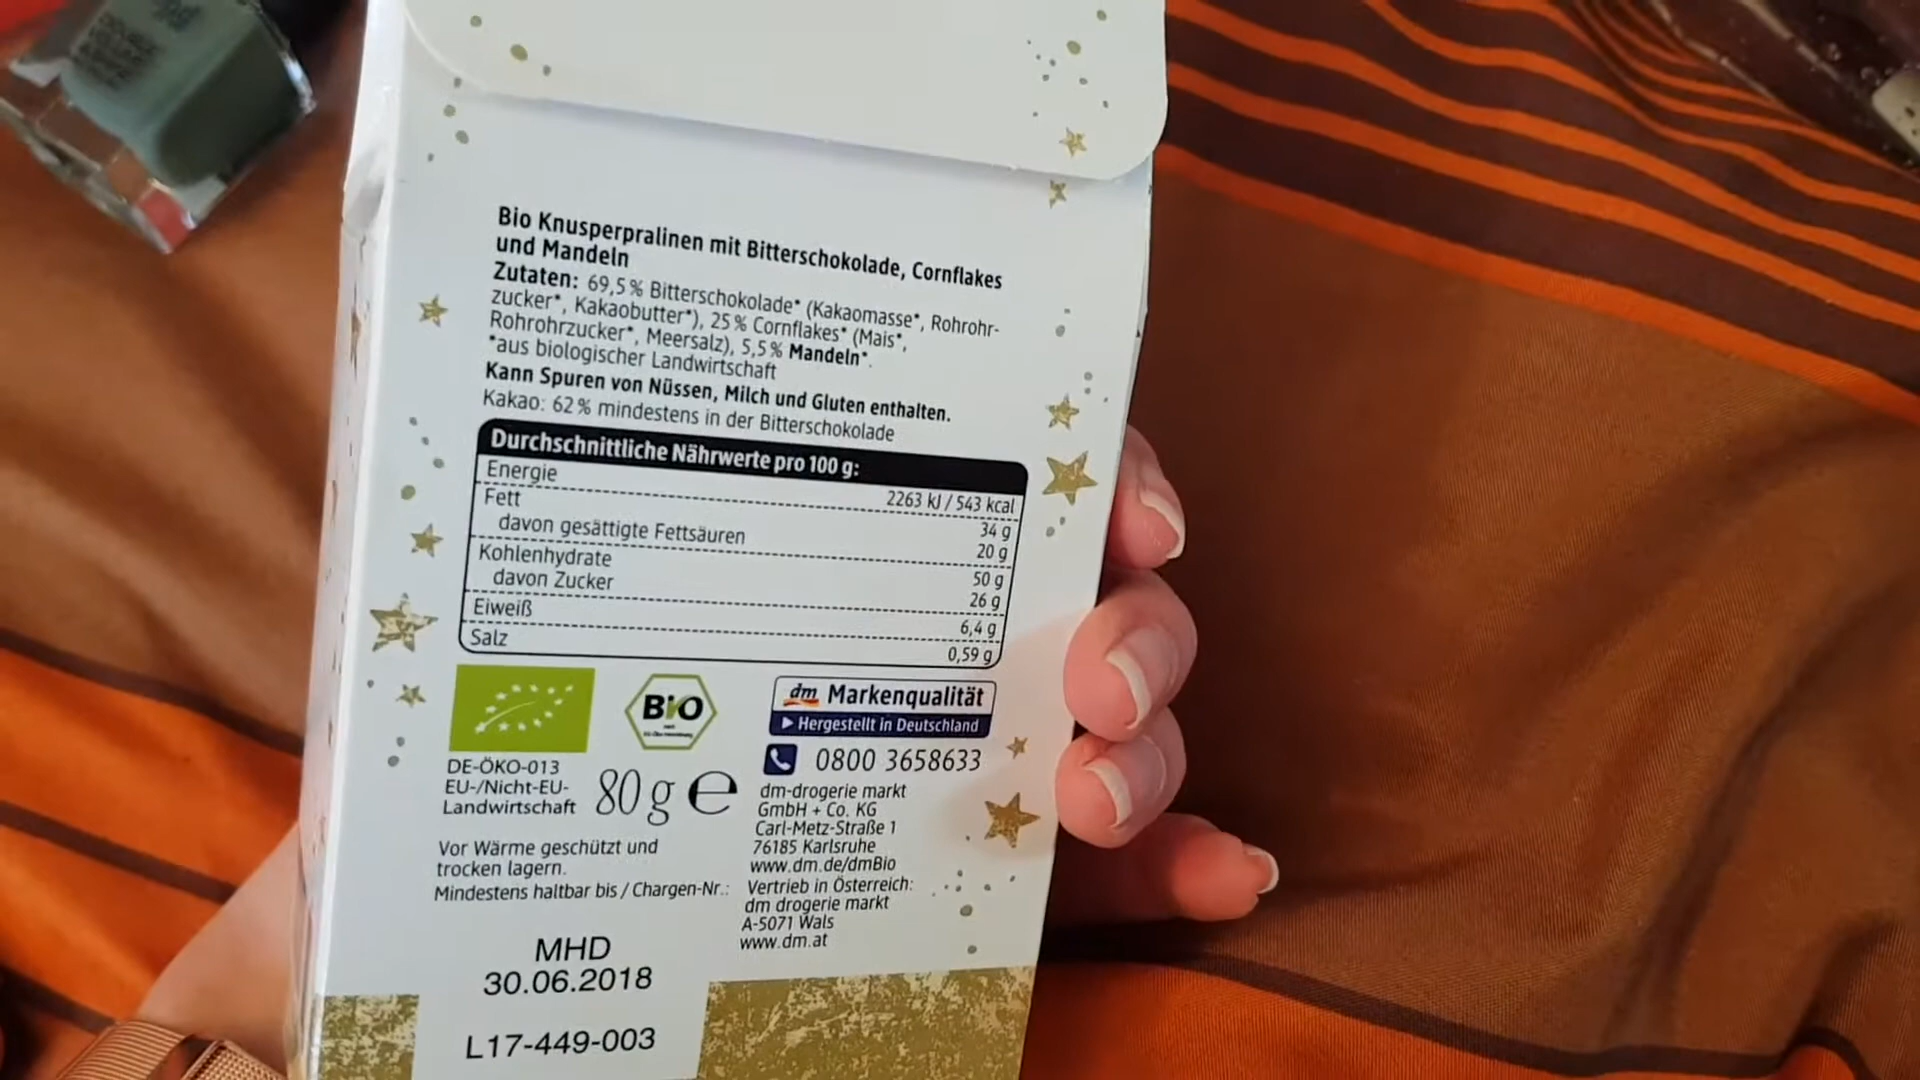 Bio Knusperpralinen mit Bitterschokolade, Cornflakes
und Mandeln
Zutaten: 69,5% Bitterschokolade* (Kakaomasse*, Rohrohr-
zucker*, Kakaobutter*), 25% Cornflakes* (Mais*,
Rohrohrzucker*, Meersalz), 5,5% Mandeln*.
*aus biologischer Landwirtschaft
Kann Spuren von Nüssen, Milch und Gluten enthalten.
Kakao: 62% mindestens in der Bitterschokolade
Durchschnittliche Nährwerte pro 100 g:
Energie 2263 kJ / 543 kcal
Fett 34 g
davon gesättigte Fettsäuren 20 g
Kohlenhydrate 50 g
davon Zucker 26 g
Eiweiß 6,4 g
Salz 0,59 g
Bio
dm Markenqualität
Hergestellt in Deutschland
0800 3658633
DE-ÖKO-013
EU-/Nicht-EU-
Landwirtschaft
80 g e
dm-drogerie markt
GmbH + Co. KG
Carl-Metz-Straße 1
76185 Karlsruhe
www.dm.de/dmBio
Vertrieb in Österreich:
dm drogerie markt
A-5071 Wals
www.dm.at
Vor Wärme geschützt und
trocken lagern.
Mindestens haltbar bis / Chargen-Nr.:
MHD
30.06.2018
L17-449-003